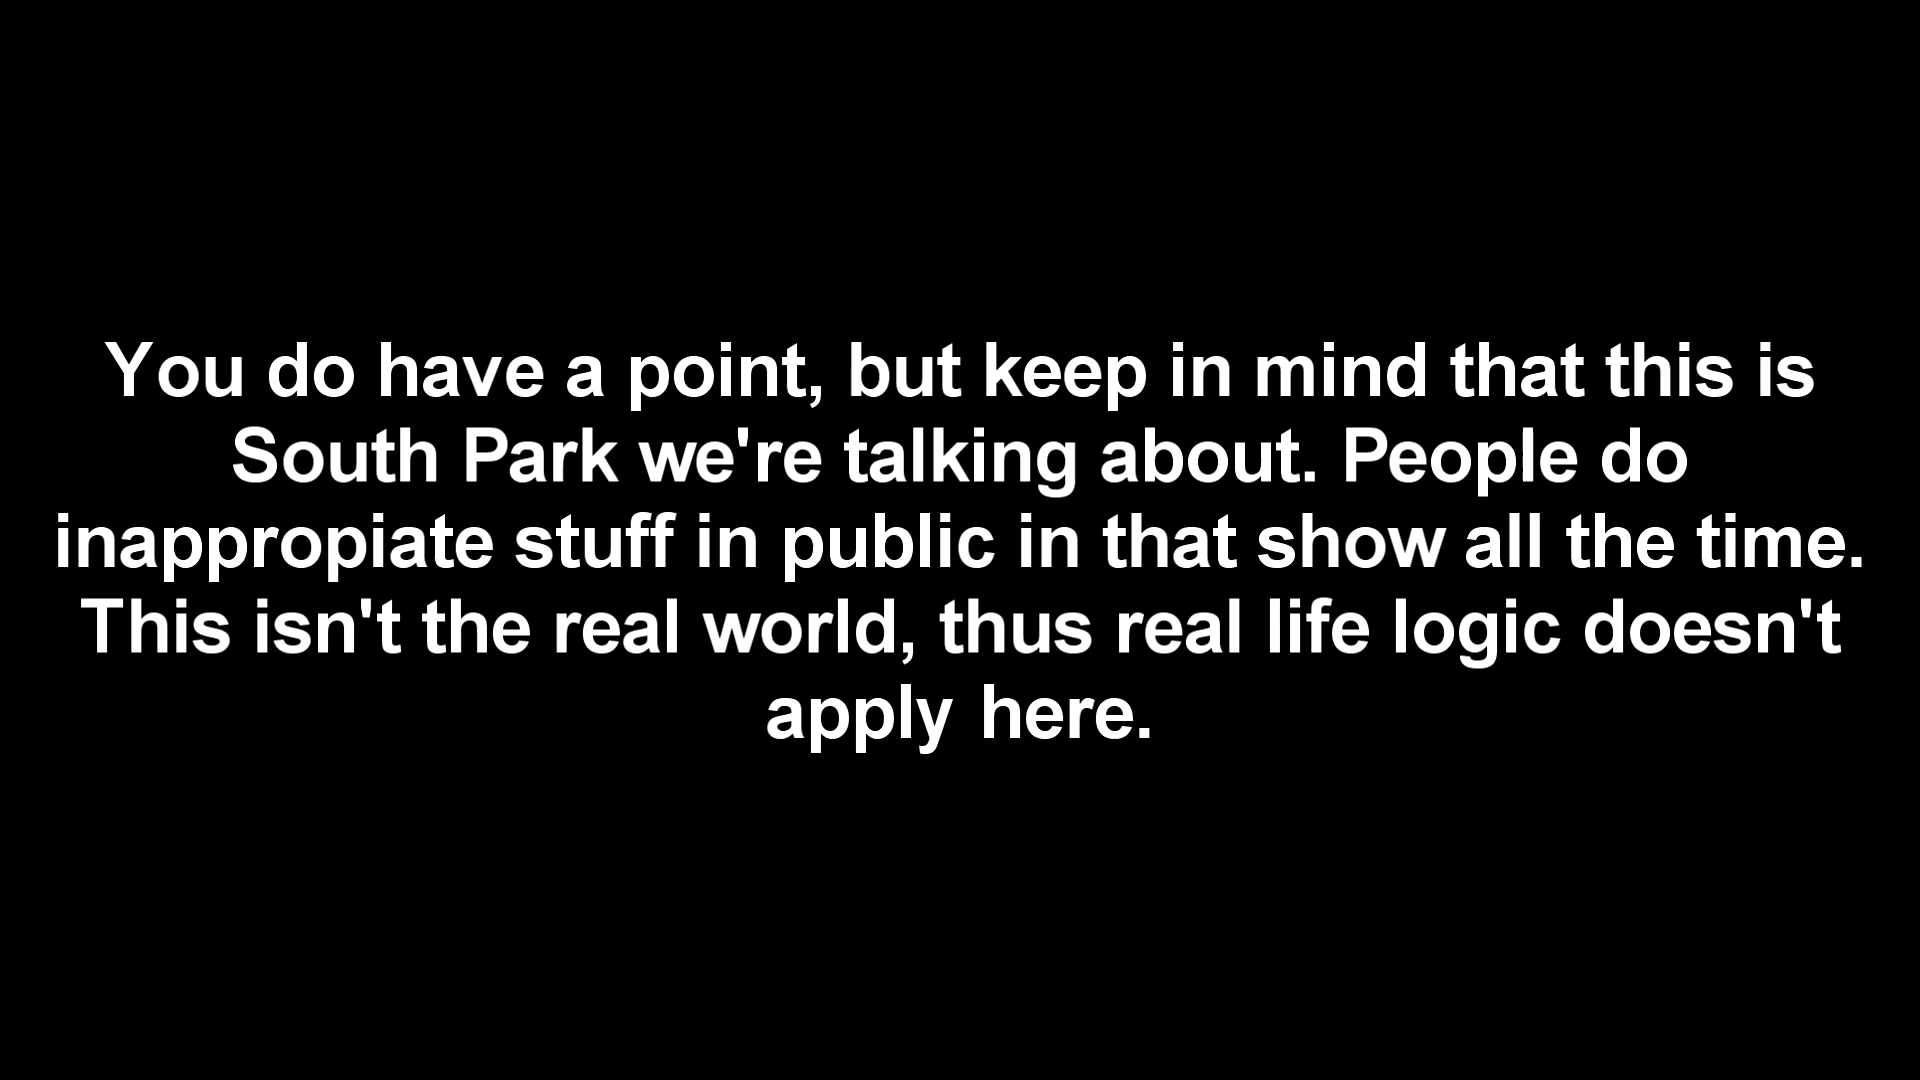 You do have a point, but keep in mind that this is
South Park we're talking about. People do
inappropiate stuff in public in that show all the time.
This isn't the real world, thus real life logic doesn't
apply here.